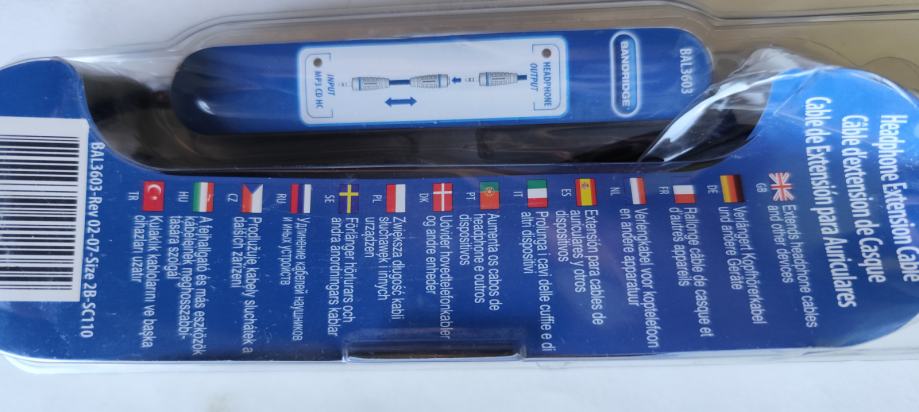 BAL3603
BANDRIDGE
HEADPHONE
OUTPUT
INPUT
MP3 CD HC
Headphone Extension Cable
Câble d'extension de Casque
Cable de Extensión para Auriculares
GB Extends headphone cables
and other devices
DE Verlängert Kopfhörerkabel
und andere Geräte
FR Rallonge câble de casque et
d'autres appareils
NL Verlengkabel voor koptelefoon
en andere apparatuur
ES Extensión para cables de
auriculares y otros
dispositivos
IT Prolunga i cavi delle cuffie e di
altri dispositivi
PT Aumenta os cabos de
headphone e outros
dispositivos
DK Udvider hovedtelefonkabler
og andre enheder
PL Zwiększa długość kabli
słuchawek i innych
urządzeń
SE Förlänger hörlurars och
andra anordningars kablar
RU Удлинение кабелей наушников
и иных устройств
CZ Prodlužuje kabely sluchátek a
dalších zařízení
HU A fejhallgató és más eszközök
kábeleinek meghosszabbí-
tására szolgál
TR Kulaklık kablolarını ve başka
cihazları uzatır
BAL3603-Rev 02-07-Size 2B-SC110